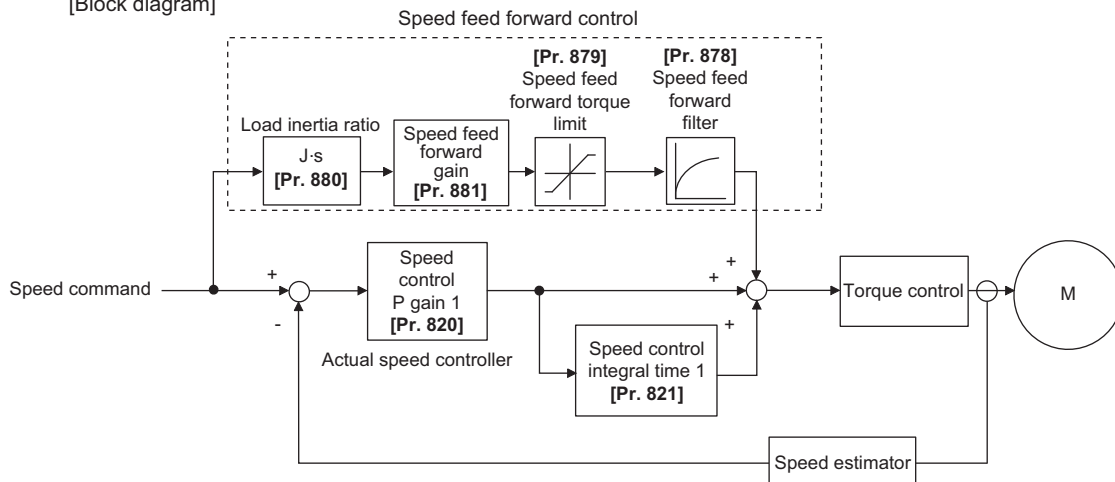 [Block diagram]
Speed feed forward control
[Pr. 879]
Speed feed
forward torque
limit
[Pr. 878]
Speed feed
forward
filter
Load inertia ratio
J·s
[Pr. 880]
Speed feed
forward
gain
[Pr. 881]
Speed command
+
-
Speed
control
P gain 1
[Pr. 820]
Actual speed controller
+
+
+
Speed control
integral time 1
[Pr. 821]
Torque control
M
Speed estimator